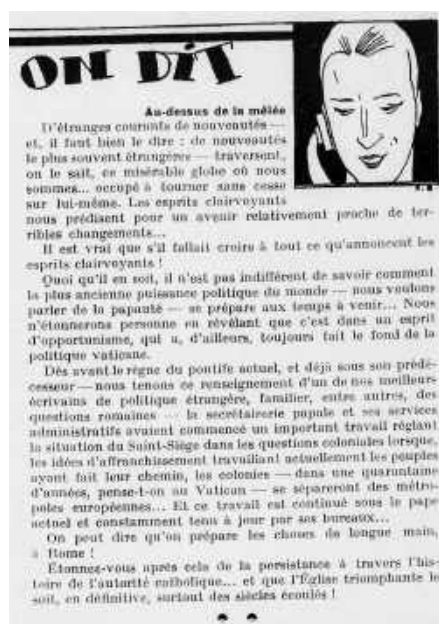 ON DIT
Au-dessus de la mêlée
D'étranges courants de nouveautés —
et, il faut bien le dire : de nouveautés
le plus souvent étrangères — traversent,
on le sait, ce misérable globe où nous
sommes... occupé à tourner sans cesse
sur lui-même. Les esprits clairvoyants
nous prédisent pour un avenir relativement proche de ter-
ribles changements...
Il est vrai que s'il fallait croire à tout ce qu'annoncent les
esprits clairvoyants !
Quoi qu'il en soit, il n'est pas indifférent de savoir comment
la plus ancienne puissance politique du monde — nous voulons
parler de la papauté — se prépare aux temps à venir... Nous
n'étonnerons personne en révélant que c'est dans un esprit
d'opportunisme, qui a, d'ailleurs, toujours fait le fond de la
politique vaticane.
Dès avant le règne du pontife actuel, et déjà sous son prédé-
cesseur — nous tenons ce renseignement d'un de nos meilleurs
écrivains de politique étrangère, familier, entre autres, des
questions romaines — la secrétairerie papale et ses services
administratifs avaient commencé un important travail réglant
la situation du Saint-Siège dans les questions coloniales lorsque,
les idées d'affranchissement travaillant actuellement les peuples
ayant fait leur chemin, les colonies — dans une quarantaine
d'années, pense-t-on au Vatican — se sépareront des métro-
poles européennes... Et ce travail est continué sous le pape
actuel et constamment tenu à jour par ses bureaux...
On peut dire qu'on prépare les choses de longue main,
à Rome !
Etonnez-vous après cela de la persistance à travers l'his-
toire de l'autorité catholique... et que l'Église triomphante le
soit, en définitive, surtout des siècles écoulés !